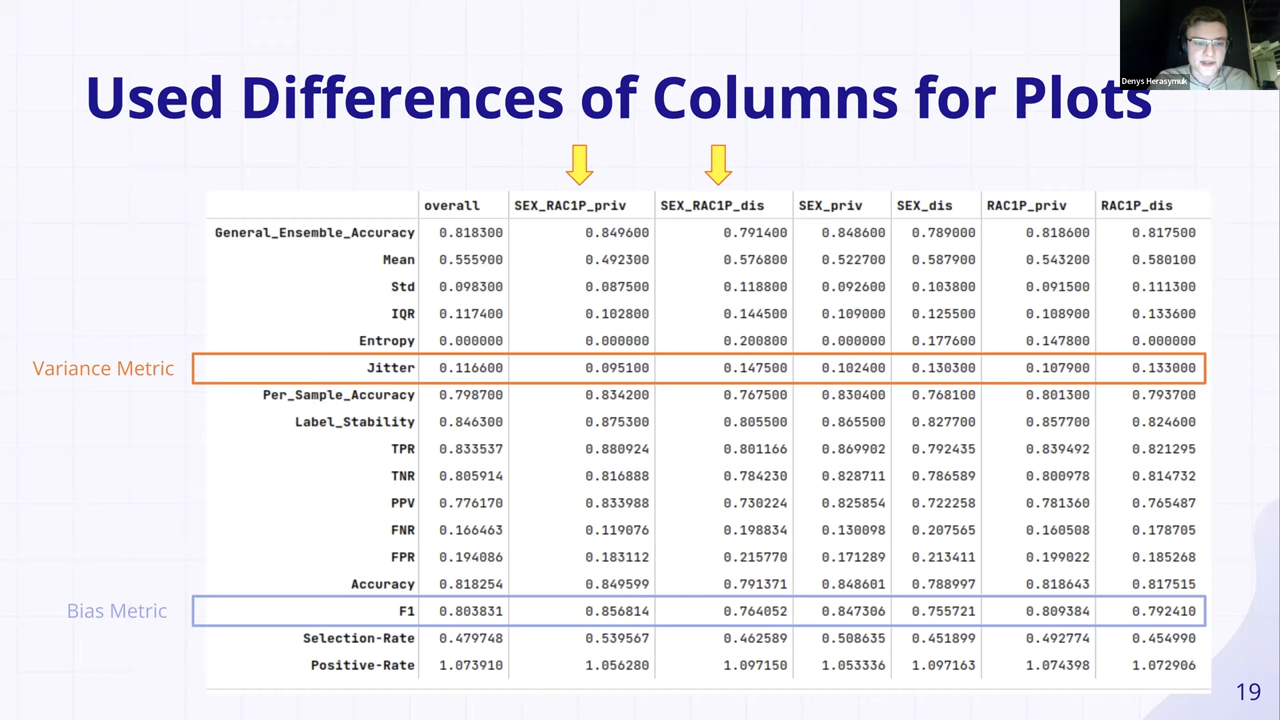 Denys Herasymuk
Used Differences of Columns for Plots
overall SEX_RAC1P_priv SEX_RAC1P_dis SEX_priv SEX_dis RAC1P_priv RAC1P_dis
General_Ensemble_Accuracy 0.818300 0.849600 0.791400 0.848600 0.789000 0.818600 0.817500
Mean 0.555900 0.492300 0.576800 0.522700 0.587900 0.543200 0.580100
Std 0.098300 0.087500 0.118800 0.092600 0.103800 0.091500 0.111300
IQR 0.117400 0.102800 0.144500 0.109000 0.125500 0.108900 0.133600
Entropy 0.000000 0.000000 0.200800 0.000000 0.177600 0.147800 0.000000
Variance Metric Jitter 0.116600 0.095100 0.147500 0.102400 0.130300 0.107900 0.133000
Per_Sample_Accuracy 0.798700 0.834200 0.767500 0.830400 0.768100 0.801300 0.793700
Label_Stability 0.846300 0.875300 0.805500 0.865500 0.827700 0.857700 0.824600
TPR 0.833537 0.880924 0.801166 0.869902 0.792435 0.839492 0.821295
TNR 0.805914 0.816888 0.784230 0.828711 0.786589 0.800978 0.814732
PPV 0.776170 0.833988 0.730224 0.825854 0.722258 0.781360 0.765487
FNR 0.166463 0.119076 0.198834 0.130098 0.207565 0.160508 0.178705
FPR 0.194086 0.183112 0.215770 0.171289 0.213411 0.199022 0.185268
Accuracy 0.818254 0.849599 0.791371 0.848601 0.788997 0.818643 0.817515
Bias Metric F1 0.803831 0.856814 0.764052 0.847306 0.755721 0.809384 0.792410
Selection-Rate 0.479748 0.539567 0.462589 0.508635 0.451899 0.492774 0.454990
Positive-Rate 1.073910 1.056280 1.097150 1.053336 1.097163 1.074398 1.072906
19